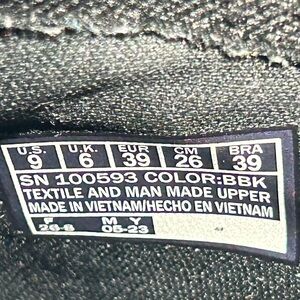 U.S. U.K. EUR CM BRA
9 6 39 26 39
SN 100593 COLOR:BBK
TEXTILE AND MAN MADE UPPER
MADE IN VIETNAM/HECHO EN VIETNAM
M Y
05-23